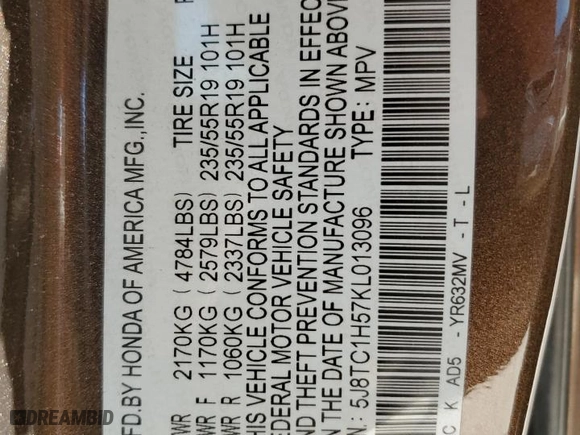 FD.BY HONDA OF AMERICA MFG.,INC.
WR 2170KG ( 4784LBS) TIRE SIZE
WR F 1170KG ( 2579LBS) 235/55R19 101H
WR R 1060KG ( 2337LBS) 235/55R19 101H
HIS VEHICLE CONFORMS TO ALL APPLICABLE
EDERAL MOTOR VEHICLE SAFETY
ND THEFT PREVENTION STANDARDS IN EFFEC
N THE DATE OF MANUFACTURE SHOWN ABOV
N: 5J8TC1H57KL013096 TYPE: MPV
C K AD5 - YR632MV - T - L
DREAMBID